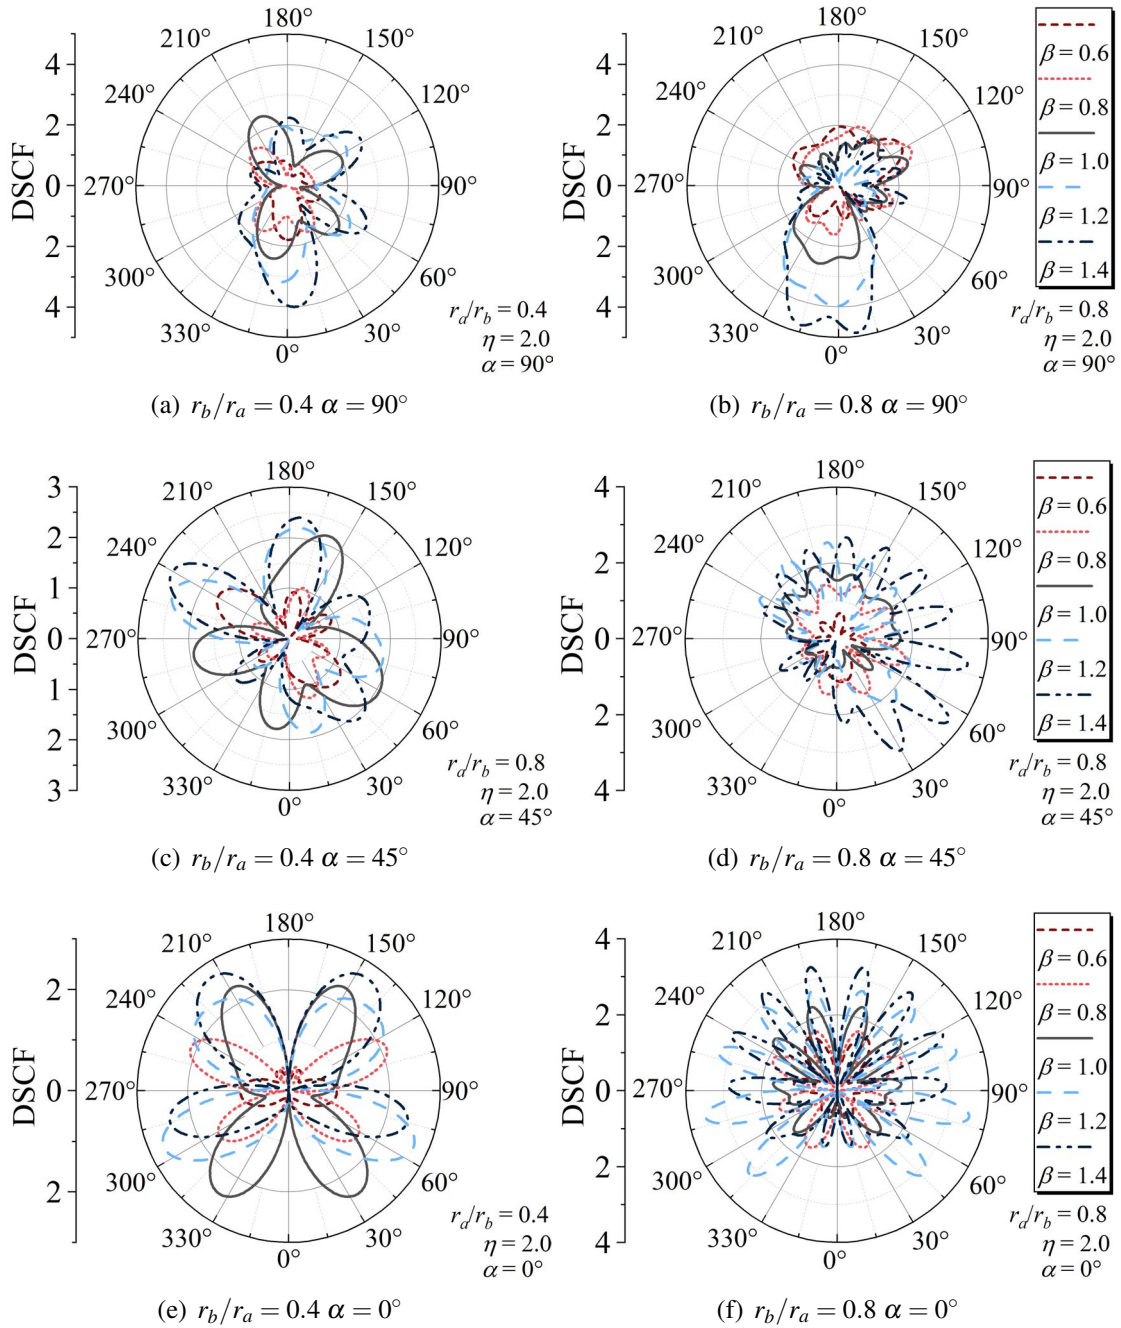 180°
210°
150°
240°
120°
270°
90°
300°
60°
330°
30°
0°
DSCF
4
2
0
2
4
r_d/r_b = 0.4
η = 2.0
α = 90°
(a) r_b/r_a = 0.4 α = 90°
180°
210°
150°
240°
120°
270°
90°
300°
60°
330°
30°
0°
DSCF
4
2
0
2
4
β = 0.6
β = 0.8
β = 1.0
β = 1.2
β = 1.4
r_d/r_b = 0.8
η = 2.0
α = 90°
(b) r_b/r_a = 0.8 α = 90°
180°
210°
150°
240°
120°
270°
90°
300°
60°
330°
30°
0°
DSCF
3
2
1
0
1
2
3
r_d/r_b = 0.8
η = 2.0
α = 45°
(c) r_b/r_a = 0.4 α = 45°
180°
210°
150°
240°
120°
270°
90°
300°
60°
330°
30°
0°
DSCF
4
2
0
2
4
β = 0.6
β = 0.8
β = 1.0
β = 1.2
β = 1.4
r_d/r_b = 0.8
η = 2.0
α = 45°
(d) r_b/r_a = 0.8 α = 45°
180°
210°
150°
240°
120°
270°
90°
300°
60°
330°
30°
0°
DSCF
2
0
2
r_d/r_b = 0.4
η = 2.0
α = 0°
(e) r_b/r_a = 0.4 α = 0°
180°
210°
150°
240°
120°
270°
90°
300°
60°
330°
30°
0°
DSCF
4
2
0
2
4
β = 0.6
β = 0.8
β = 1.0
β = 1.2
β = 1.4
r_d/r_b = 0.8
η = 2.0
α = 0°
(f) r_b/r_a = 0.8 α = 0°